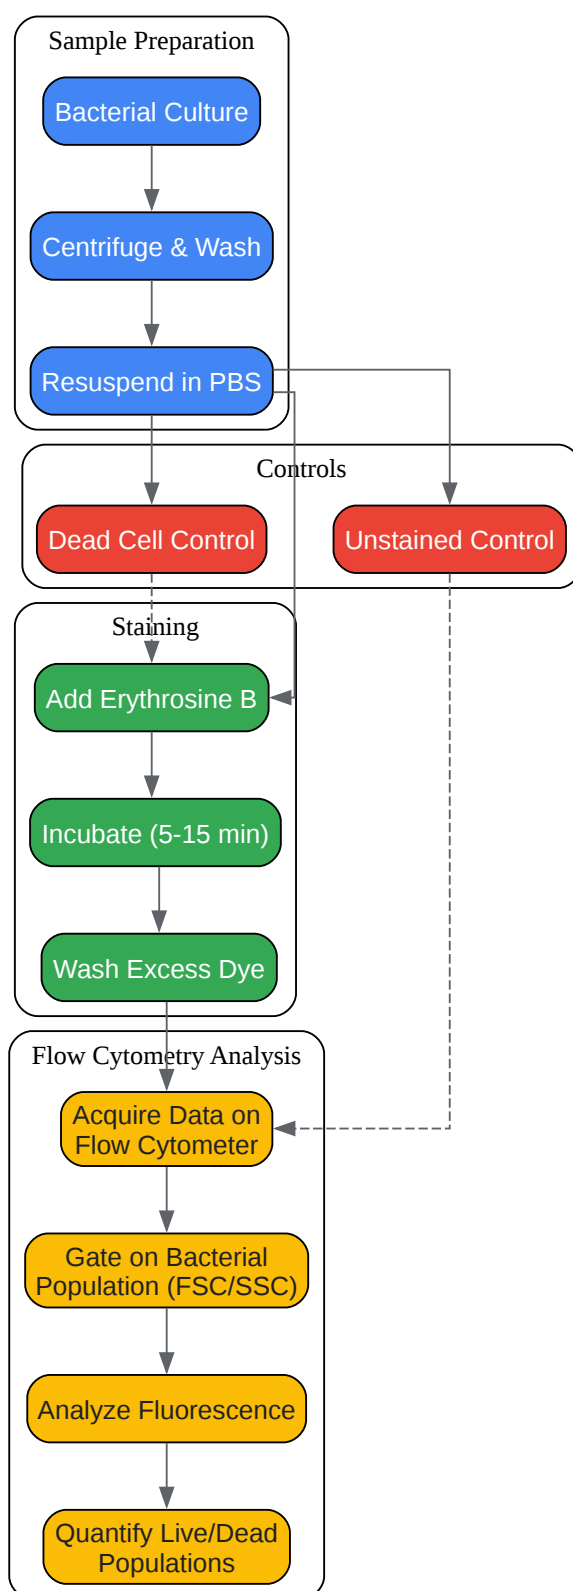 Sample Preparation
Bacterial Culture
Centrifuge & Wash
Resuspend in PBS
Controls
Dead Cell Control
Unstained Control
Staining
Add Erythrosine B
Incubate (5-15 min)
Wash Excess Dye
Flow Cytometry Analysis
Acquire Data on
Flow Cytometer
Gate on Bacterial
Population (FSC/SSC)
Analyze Fluorescence
Quantify Live/Dead
Populations